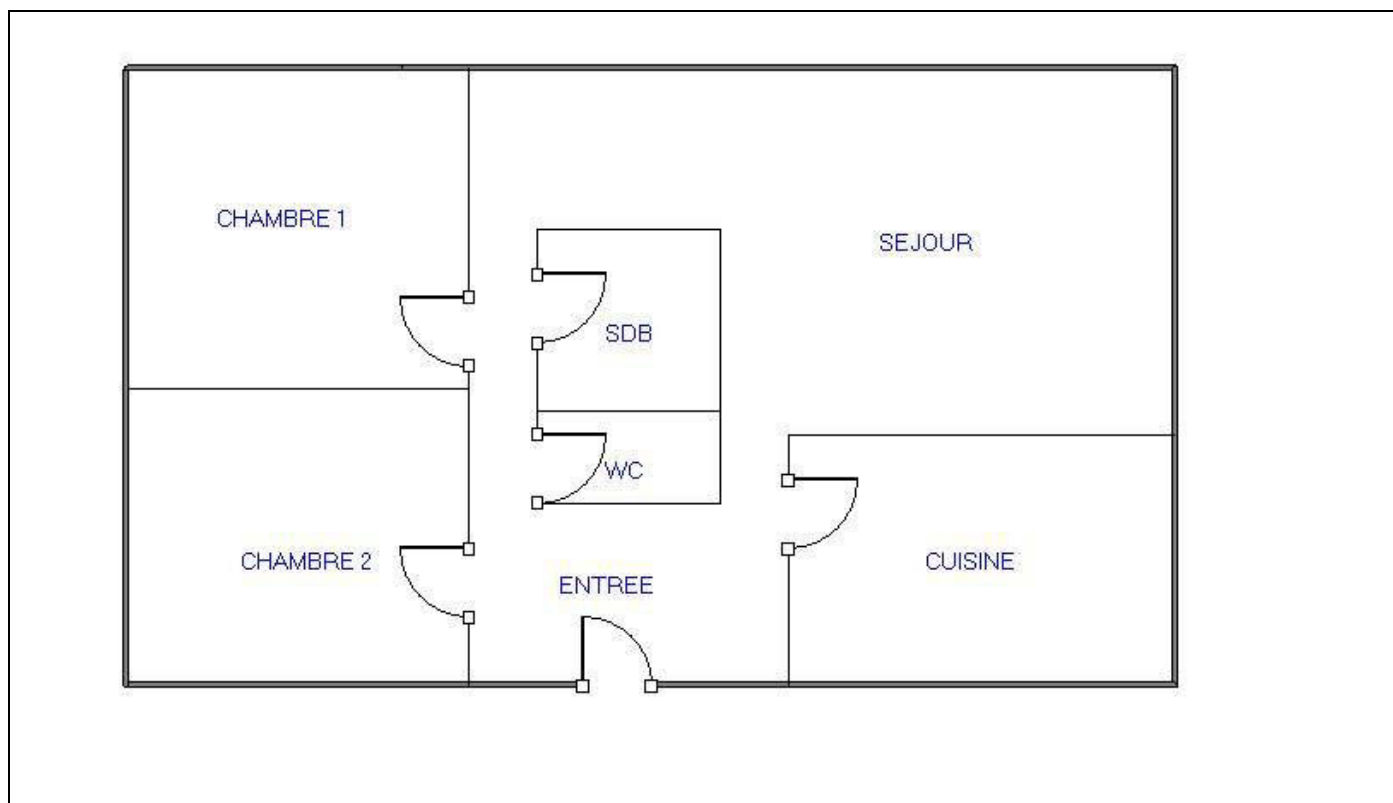 CHAMBRE 1
SEJOUR
SDB
WC
CHAMBRE 2
CUISINE
ENTREE